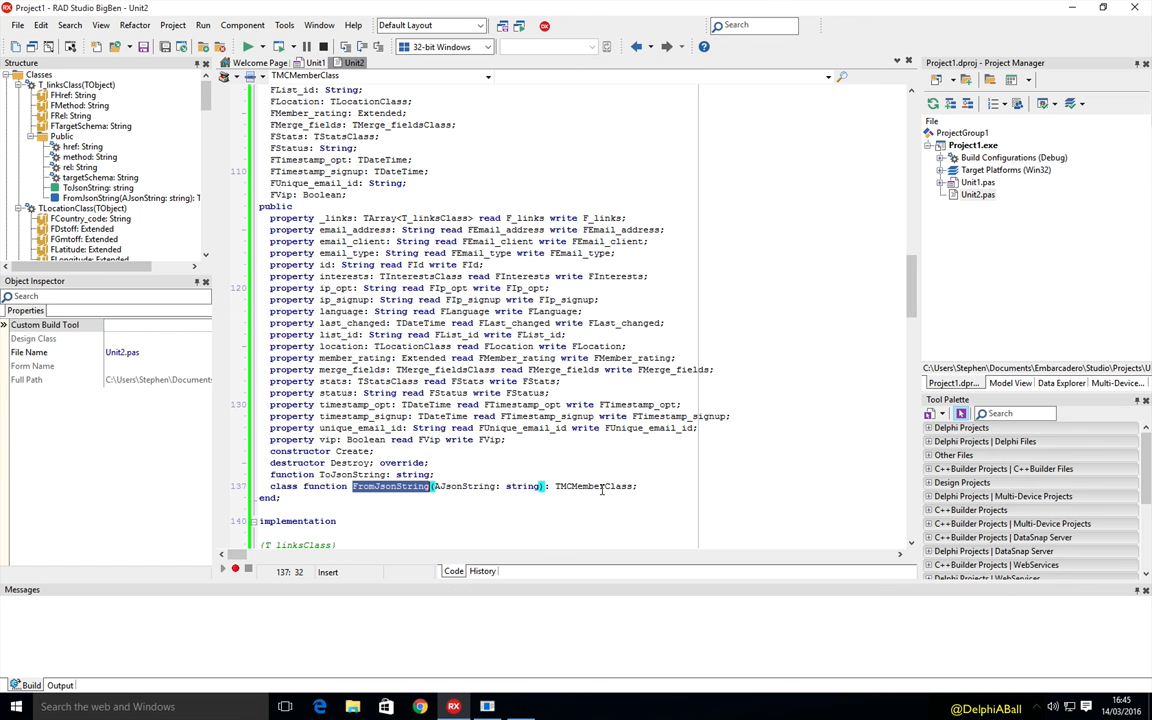 Project1 - RAD Studio BigBen - Unit2
File Edit Search View Refactor Project Run Component Tools Window Help
Default Layout
Search
32-bit Windows
Structure
Classes
T_linksClass(TObject)
FHref: String
FMethod: String
FRel: String
FTargetSchema: String
Public
href: String
method: String
rel: String
targetSchema: String
ToJsonString: string
FromJsonString(AJsonString: string): T
TLocationClass(TObject)
FCountry_code: String
FDstoff: Extended
FGmtoff: Extended
FLatitude: Extended
FLongitude: Extended
Object Inspector
Search
Properties
Custom Build Tool
Design Class
File Name Unit2.pas
Form Name
Full Path C:\Users\Stephen\Documents
Welcome Page Unit1 Unit2
TMCMemberClass
FList_id: String;
FLocation: TLocationClass;
FMember_rating: Extended;
FMerge_fields: TMerge_fieldsClass;
FStats: TStatsClass;
FStatus: String;
FTimestamp_opt: TDateTime;
110 FTimestamp_signup: TDateTime;
FUnique_email_id: String;
FVip: Boolean;
public
property _links: TArray<T_linksClass> read F_links write F_links;
property email_address: String read FEmail_address write FEmail_address;
property email_client: String read FEmail_client write FEmail_client;
property email_type: String read FEmail_type write FEmail_type;
property id: String read FId write FId;
property interests: TInterestsClass read FInterests write FInterests;
120 property ip_opt: String read FIp_opt write FIp_opt;
property ip_signup: String read FIp_signup write FIp_signup;
property language: String read FLanguage write FLanguage;
property last_changed: TDateTime read FLast_changed write FLast_changed;
property list_id: String read FList_id write FList_id;
property location: TLocationClass read FLocation write FLocation;
property member_rating: Extended read FMember_rating write FMember_rating;
property merge_fields: TMerge_fieldsClass read FMerge_fields write FMerge_fields;
property stats: TStatsClass read FStats write FStats;
property status: String read FStatus write FStatus;
130 property timestamp_opt: TDateTime read FTimestamp_opt write FTimestamp_opt;
property timestamp_signup: TDateTime read FTimestamp_signup write FTimestamp_signup;
property unique_email_id: String read FUnique_email_id write FUnique_email_id;
property vip: Boolean read FVip write FVip;
constructor Create;
destructor Destroy; override;
function ToJsonString: string;
137 class function FromJsonString(AJsonString: string): TMCMemberClass;
end;
140 implementation
{T_linksClass}
137: 32 Insert Code History
Project1.dproj - Project Manager
File
ProjectGroup1
Project1.exe
Build Configurations (Debug)
Target Platforms (Win32)
Unit1.pas
Unit2.pas
C:\Users\Stephen\Documents\Embarcadero\Studio\Projects\U
Project1.dpr... Model View Data Explorer Multi-Device...
Tool Palette
Search
Delphi Projects
Delphi Projects | Delphi Files
Other Files
C++Builder Projects | C++Builder Files
Design Projects
Delphi Projects | Multi-Device Projects
C++Builder Projects
C++Builder Projects | Multi-Device Projects
C++Builder Projects | DataSnap Server
Delphi Projects | DataSnap Server
C++Builder Projects | WebServices
Delphi Projects | WebServices
Messages
Build Output
Search the web and Windows
@DelphiABall
16:45
14/03/2016